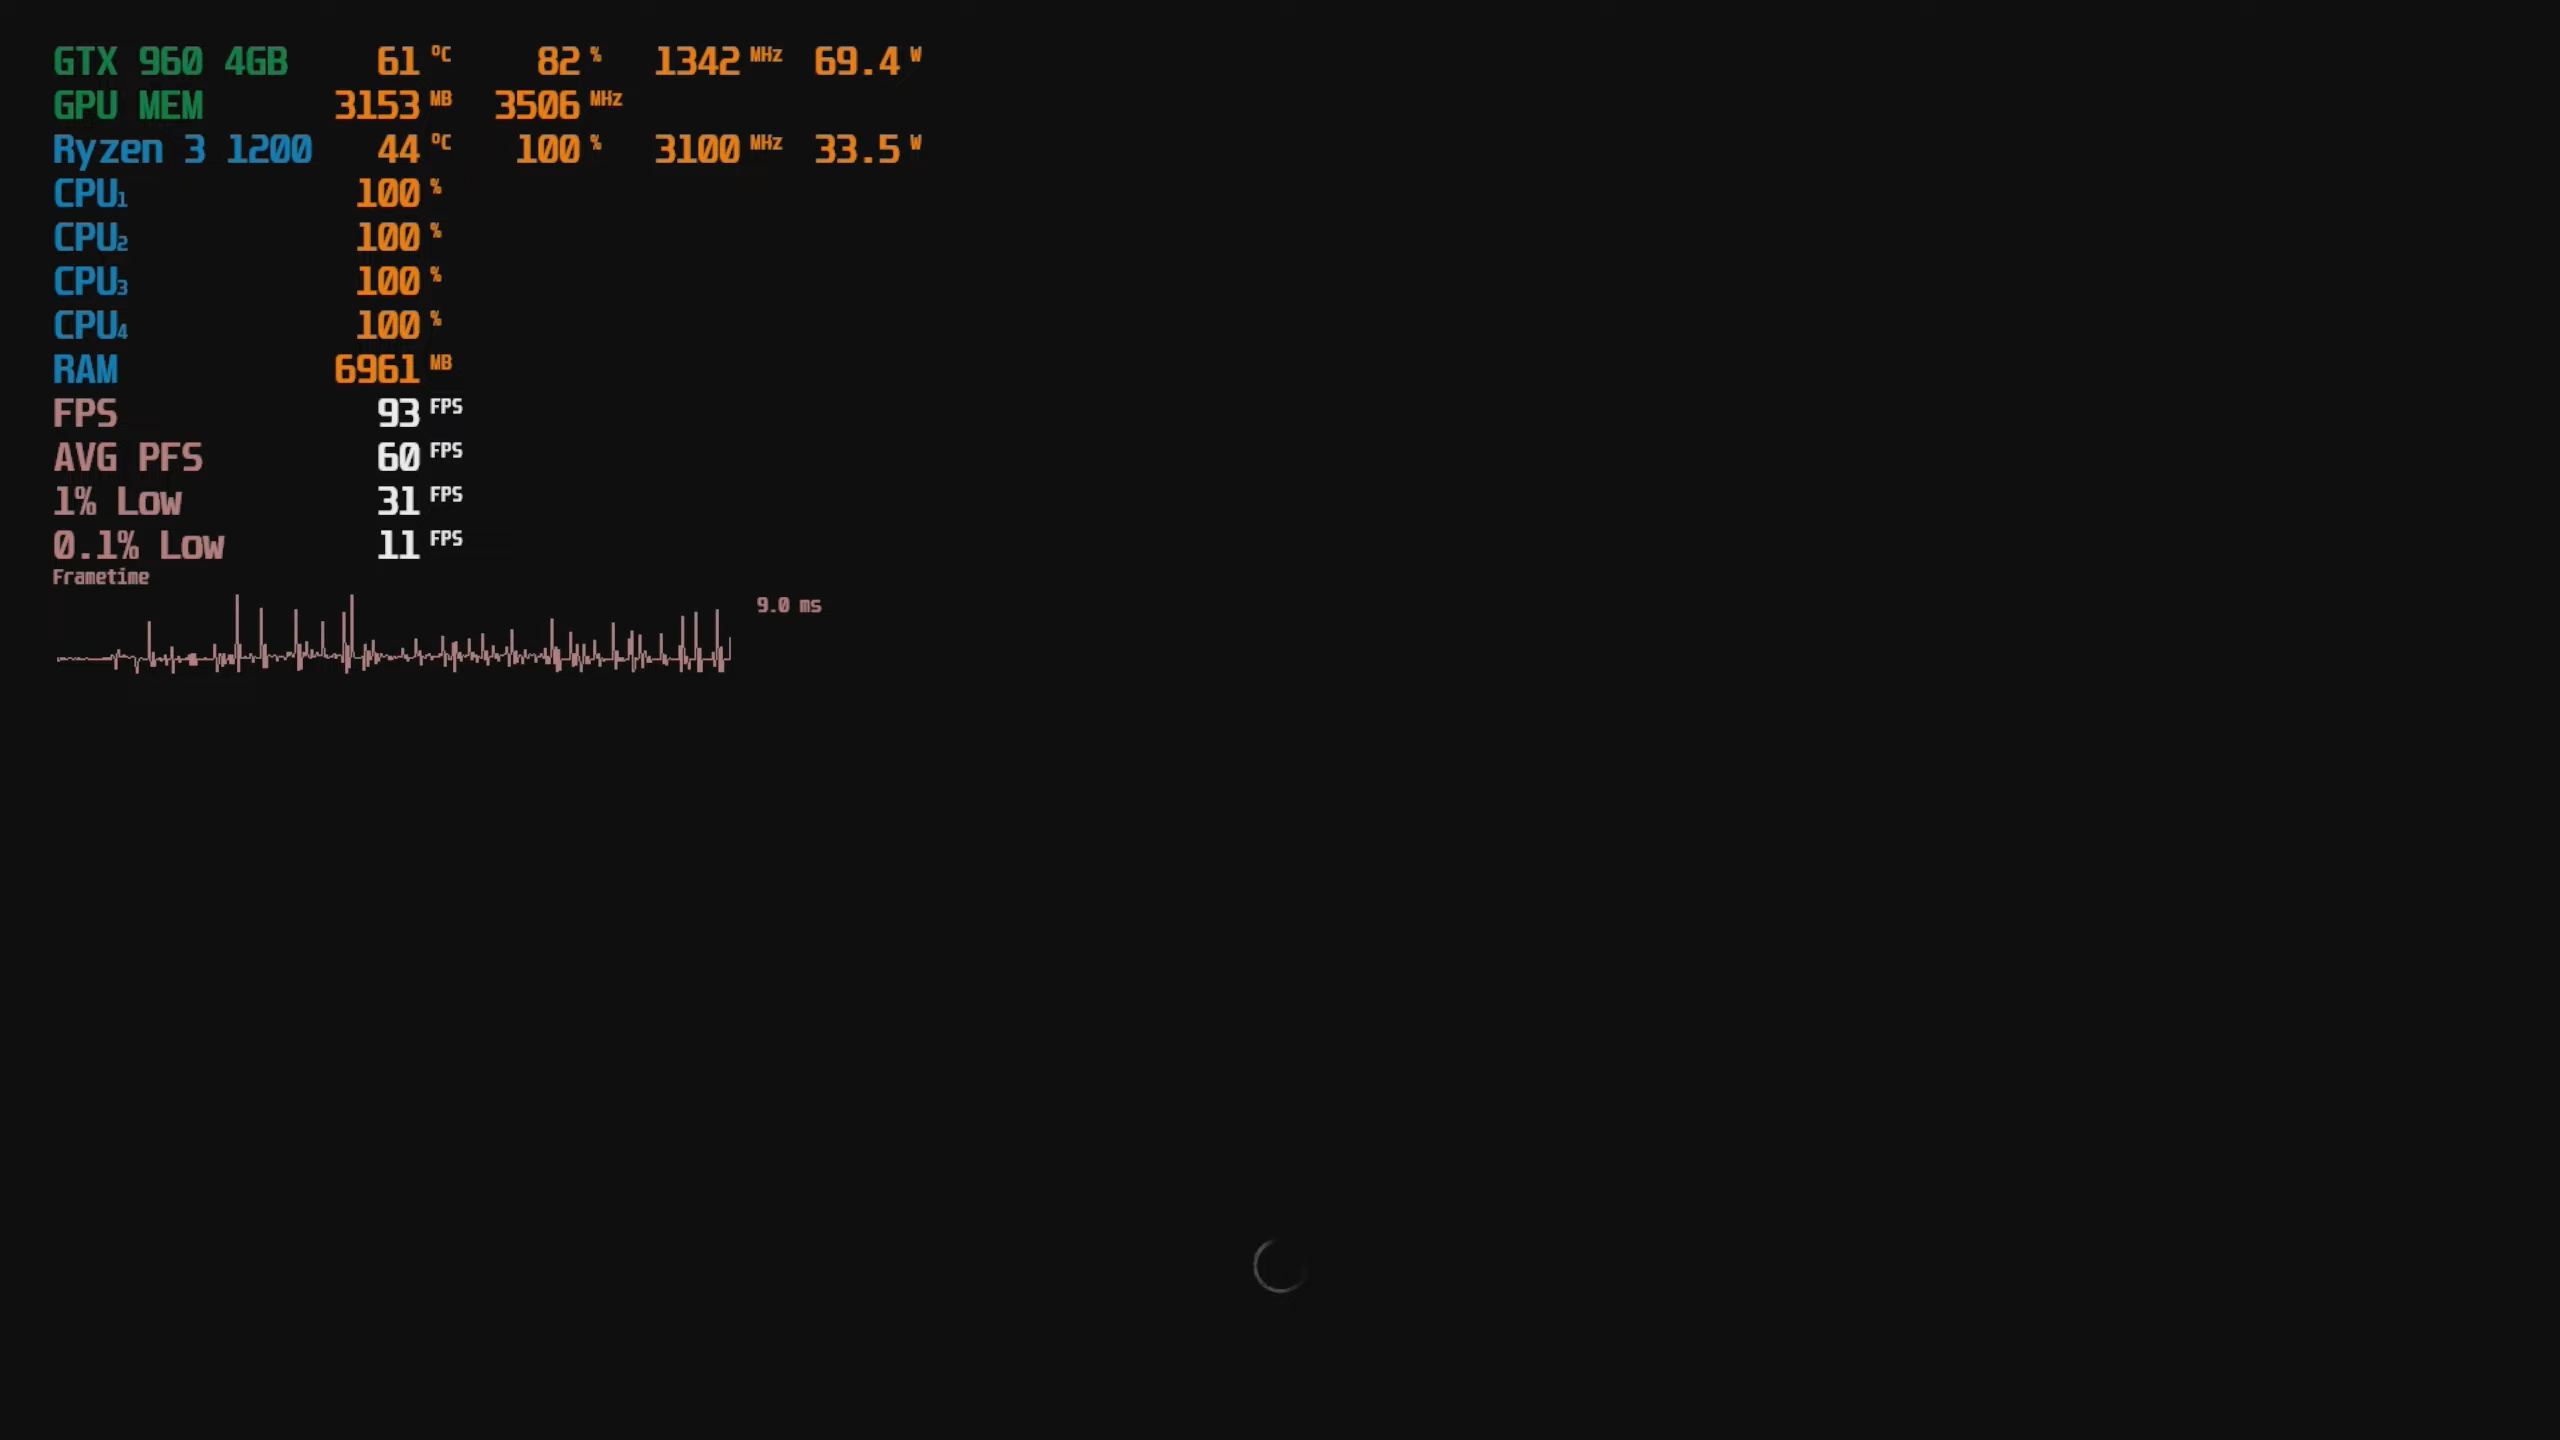 GTX 960 4GB 61 °C 82 % 1342 MHz 69.4 W
GPU MEM 3153 MB 3506 MHz
Ryzen 3 1200 44 °C 100 % 3100 MHz 33.5 W
CPU1 100 %
CPU2 100 %
CPU3 100 %
CPU4 100 %
RAM 6961 MB
FPS 93 FPS
AVG PFS 60 FPS
1% Low 31 FPS
0.1% Low 11 FPS
Frametime
9.0 ms